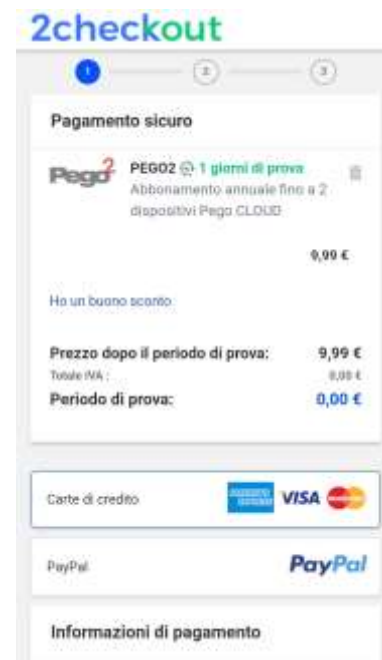 2checkout
1 2 3
Pagamento sicuro
Pego2
PEGO2 1 giorni di prova
Abbonamento annuale fino a 2
dispositivi Pego CLOUD
9,99 €
Ho un buono sconto
Prezzo dopo il periodo di prova: 9,99 €
Totale IVA : 0,00 €
Periodo di prova: 0,00 €
Carte di credito AMERICAN EXPRESS VISA
PayPal PayPal
Informazioni di pagamento